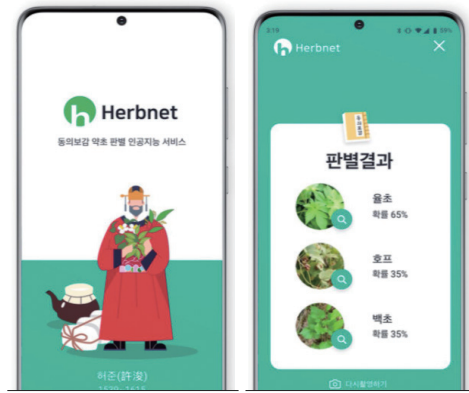 Herbnet
동의보감 약초 판별 인공지능 서비스
허준(許浚)
Herbnet
판별결과
율초
확률 65%
호프
확률 35%
백초
확률 35%
다시촬영하기